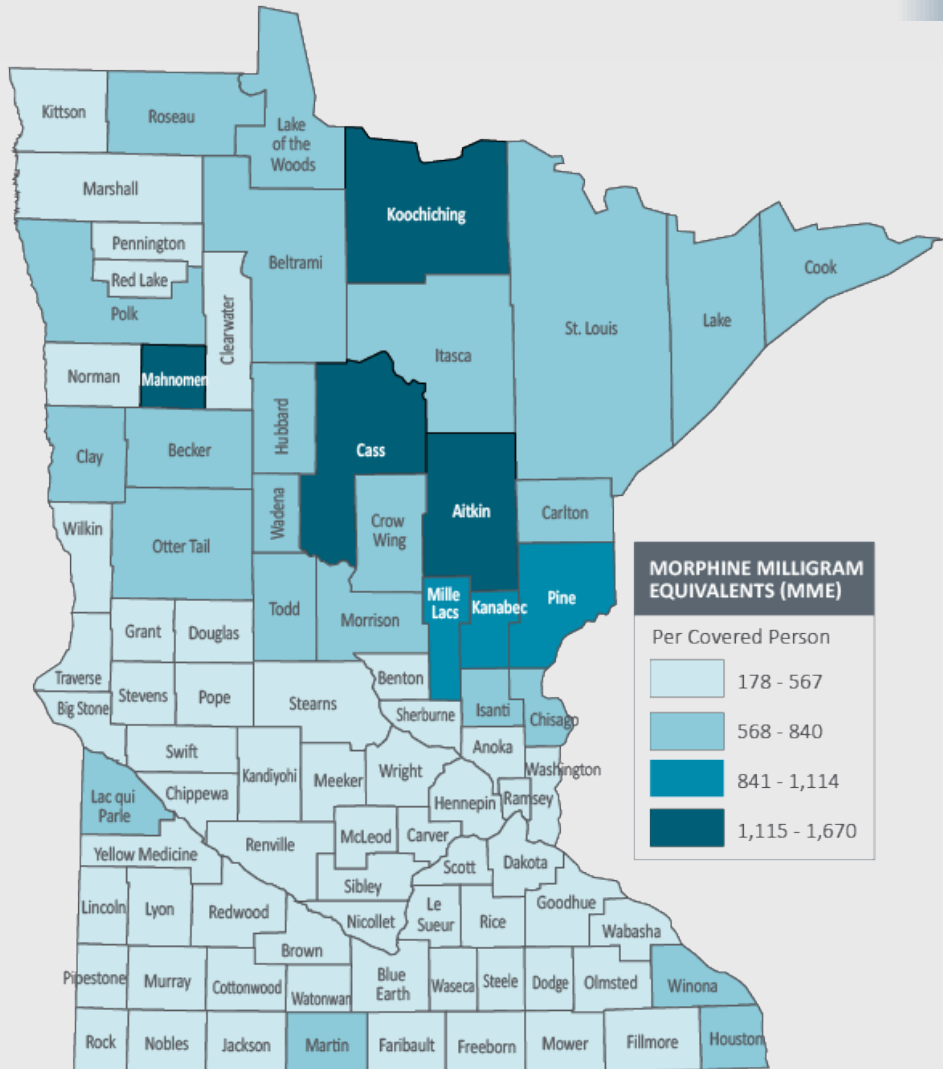 Kittson
Roseau
Lake
of the
Woods
Marshall
Koochiching
Pennington
Red Lake
Polk
Beltrami
Clearwater
Cook
Lake
St. Louis
Itasca
Norman
Mahnomen
Hubbard
Cass
Clay
Becker
Wadena
Crow
Wing
Aitkin
Carlton
Wilkin
Otter Tail
Mille
Lacs
Kanabec
Pine
Todd
Morrison
Grant
Douglas
Traverse
Stevens
Pope
Stearns
Benton
Big Stone
Sherburne
Isanti
Chisago
Swift
Kandiyohi
Meeker
Wright
Anoka
Washington
Lac qui
Parle
Chippewa
Hennepin
Ramsey
Yellow Medicine
Renville
McLeod
Carver
Scott
Dakota
Sibley
Lincoln
Lyon
Redwood
Nicollet
Le
Sueur
Rice
Goodhue
Wabasha
Brown
Pipestone
Murray
Cottonwood
Watonwan
Blue
Earth
Waseca
Steele
Dodge
Olmsted
Winona
Rock
Nobles
Jackson
Martin
Faribault
Freeborn
Mower
Fillmore
Houston
MORPHINE MILLIGRAM
EQUIVALENTS (MME)
Per Covered Person
178 - 567
568 - 840
841 - 1,114
1,115 - 1,670